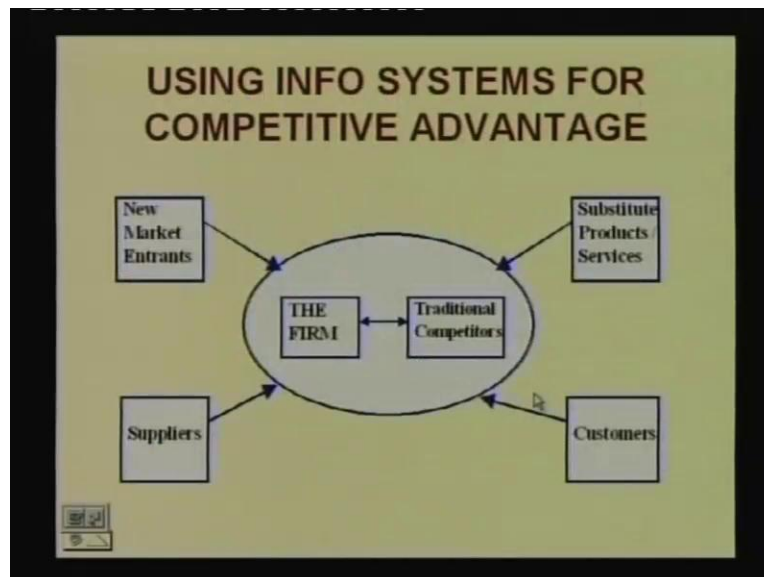 USING INFO SYSTEMS FOR
COMPETITIVE ADVANTAGE
New
Market
Entrants
Substitute
Products /
Services
THE
FIRM
Traditional
Competitors
Suppliers
Customers